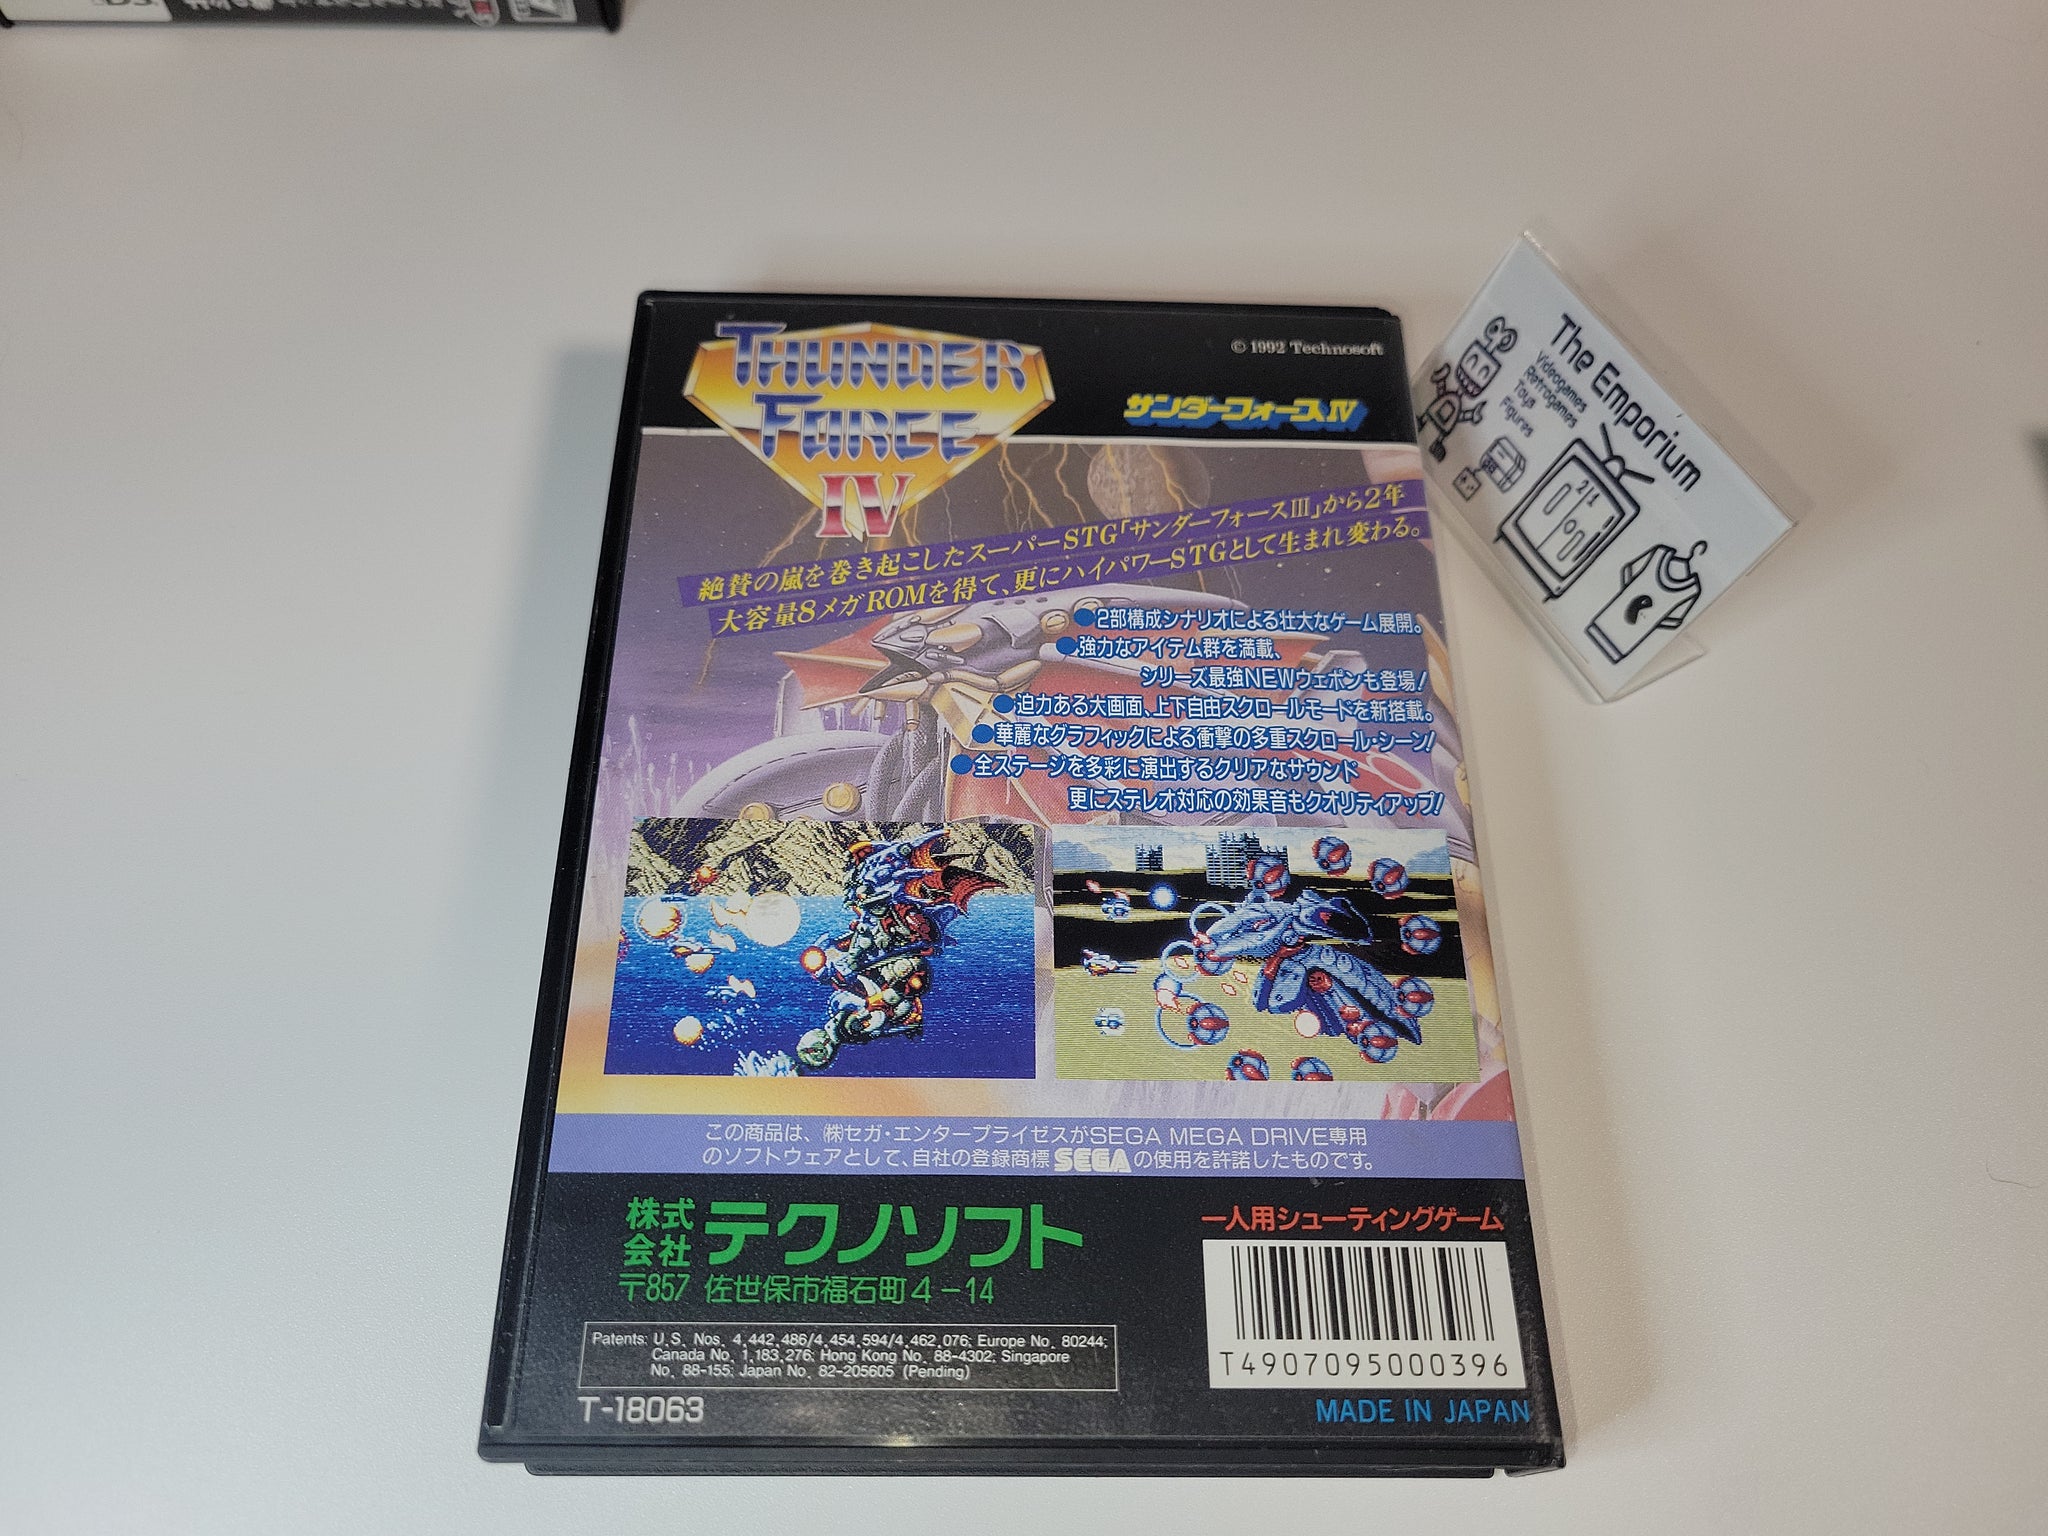 THUNDER
FORCE
IV
© 1992 Technosoft
サンダーフォースIV
絶賛の嵐を巻き起こしたスーパーSTG「サンダーフォースⅢ」から2年
大容量8メガROMを得て、更にハイパワーSTGとして生まれ変わる。
●2部構成シナリオによる壮大なゲーム展開。
●強力なアイテム群を満載、
シリーズ最強NEWウェポンも登場!
●迫力ある大画面、上下自由スクロールモードを新搭載。
●華麗なグラフィックによる衝撃の多重スクロール・シーン!
●全ステージを多彩に演出するクリアなサウンド
更にステレオ対応の効果音もクオリティアップ!
この商品は、㈱セガ・エンタープライゼスがSEGA MEGA DRIVE専用
のソフトウェアとして、自社の登録商標 SEGA の使用を許諾したものです。
株式会社 テクノソフト
〒857 佐世保市福石町4-14
一人用シューティングゲーム
Patents: U.S. Nos. 4,442,486/4,454,594/4,462,076; Europe No. 80244;
Canada No. 1,183,276; Hong Kong No. 88-4302; Singapore
No. 88-155; Japan No. 82-205605 (Pending)
T4907095000396
T-18063
MADE IN JAPAN
The Emporium
Videogames
Retrogames
Toys
Figures